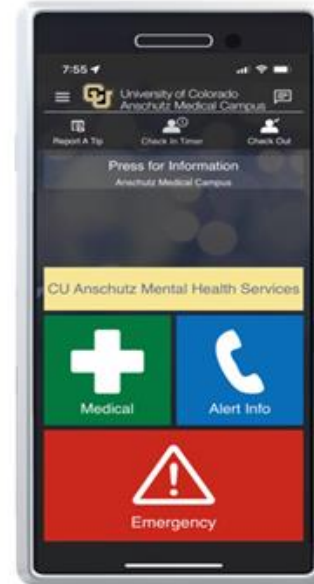 7:55
University of Colorado
Anschutz Medical Campus
Report A Tip
Check In Timer
Check Out
Press for Information
Anschutz Medical Campus
CU Anschutz Mental Health Services
Medical
Alert Info
Emergency